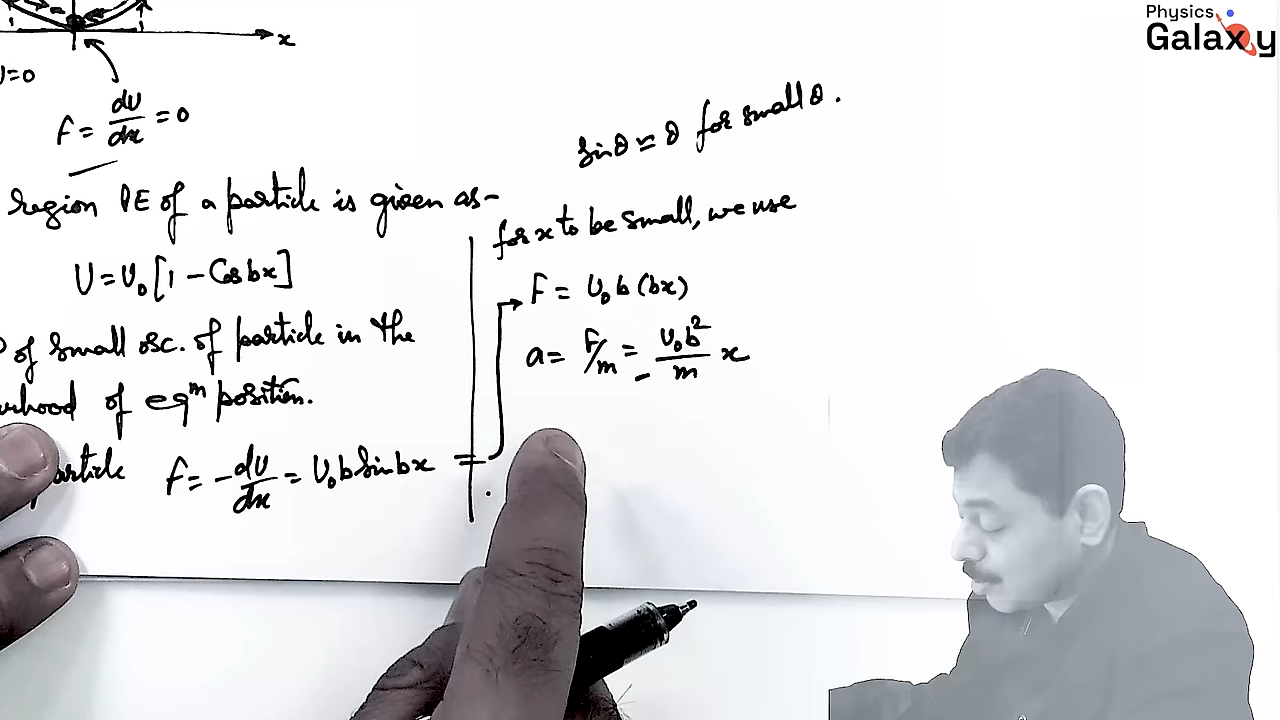 Physics
Galaxy
x
U=0
F = dU/dx = 0
sinθ ≃ θ for small θ.
region PE of a particle is given as-
U = U₀[1 - Cos bx]
of small osc. of particle in the
of eqᵐ position.
particle F = -dU/dx = U₀b Sin bx =
for x to be small, we use
F = U₀b (bx)
a = F/m = - U₀b²/m x